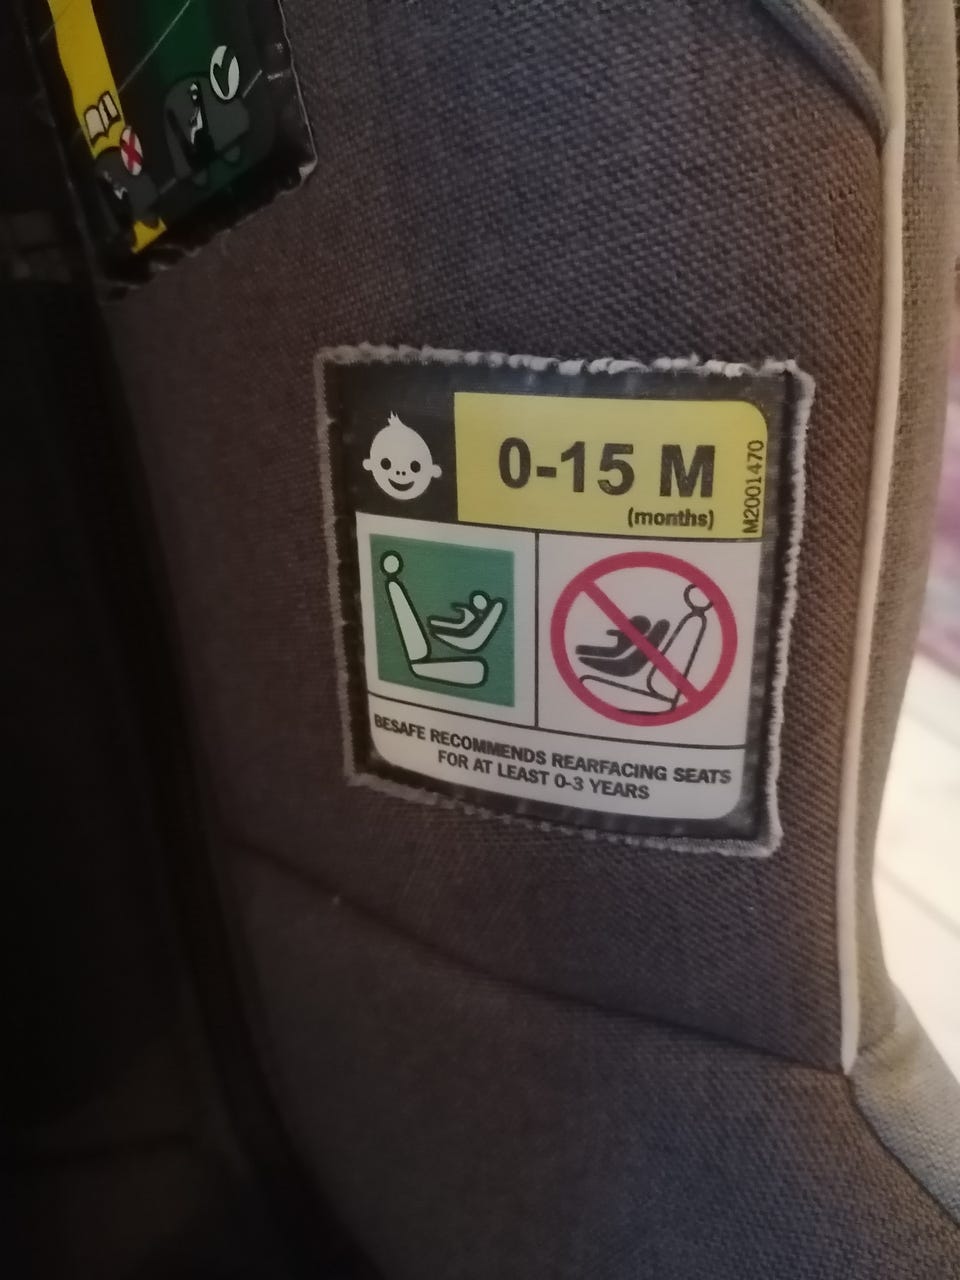 0-15 M
(months)
M2001470
BESAFE RECOMMENDS REARFACING SEATS
FOR AT LEAST 0-3 YEARS